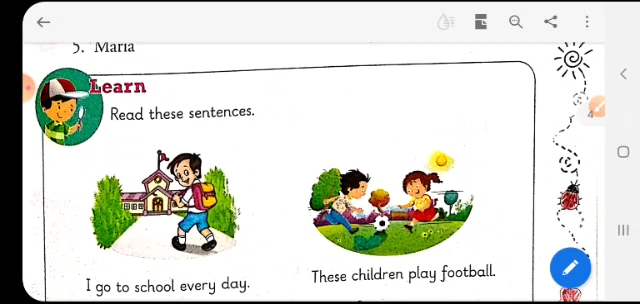 5. Maria
Learn
Read these sentences.
I go to school every day.
These children play football.